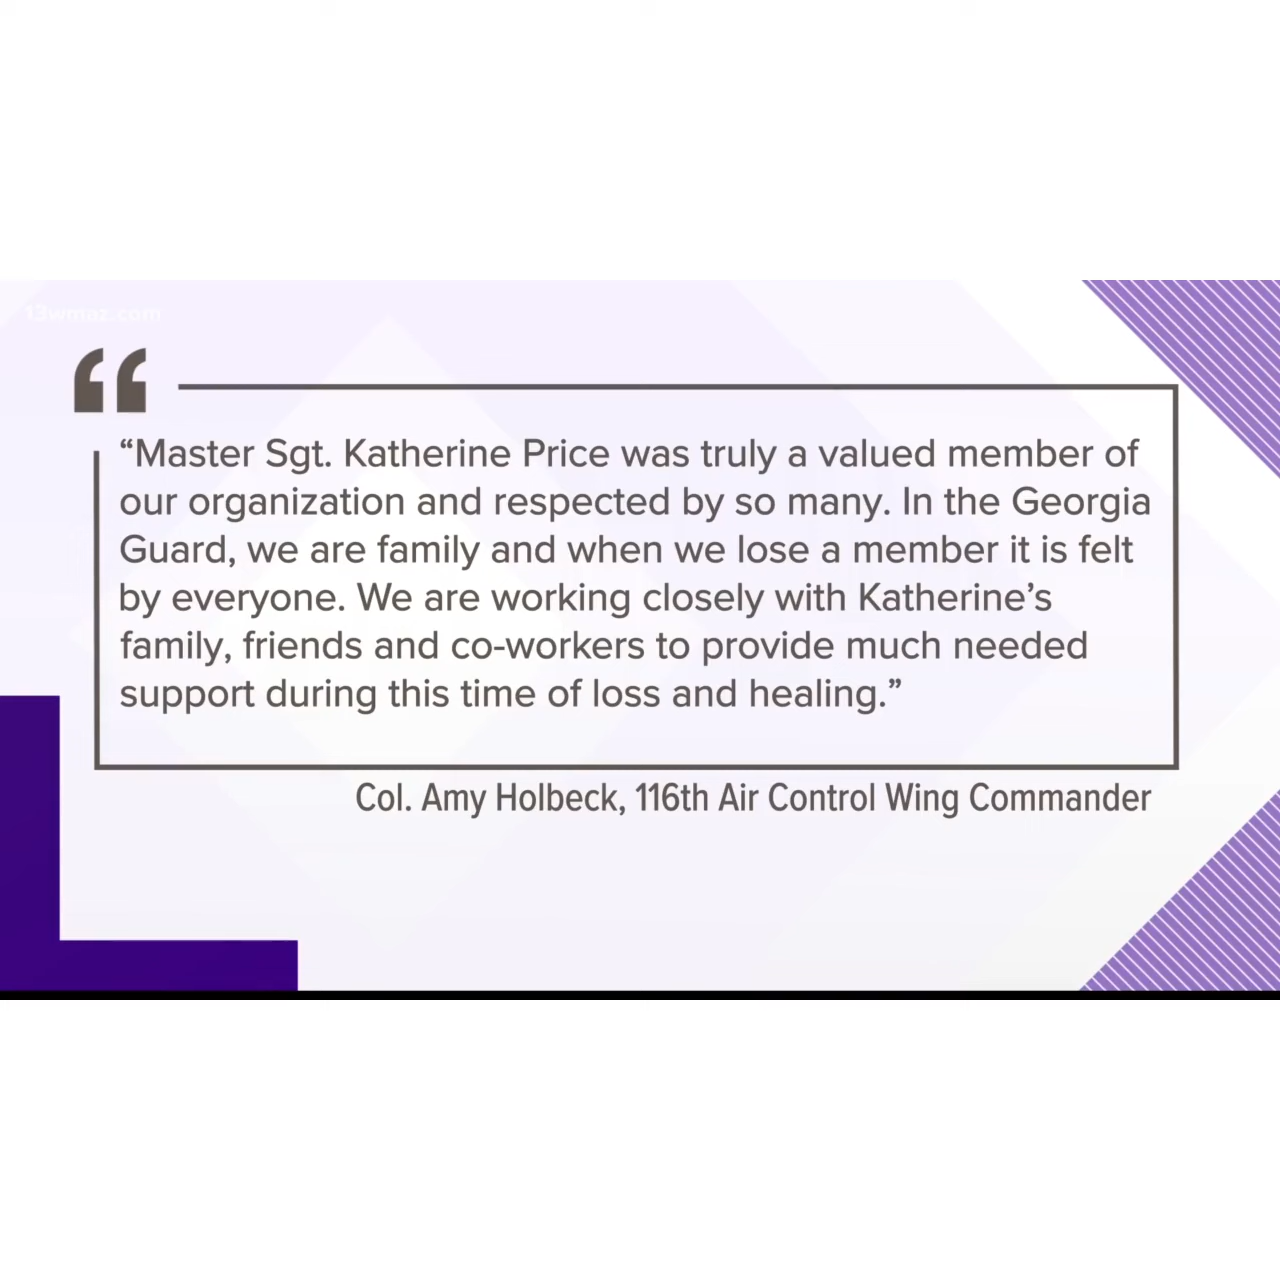 13wmaz.com
“Master Sgt. Katherine Price was truly a valued member of
our organization and respected by so many. In the Georgia
Guard, we are family and when we lose a member it is felt
by everyone. We are working closely with Katherine’s
family, friends and co-workers to provide much needed
support during this time of loss and healing.”
Col. Amy Holbeck, 116th Air Control Wing Commander